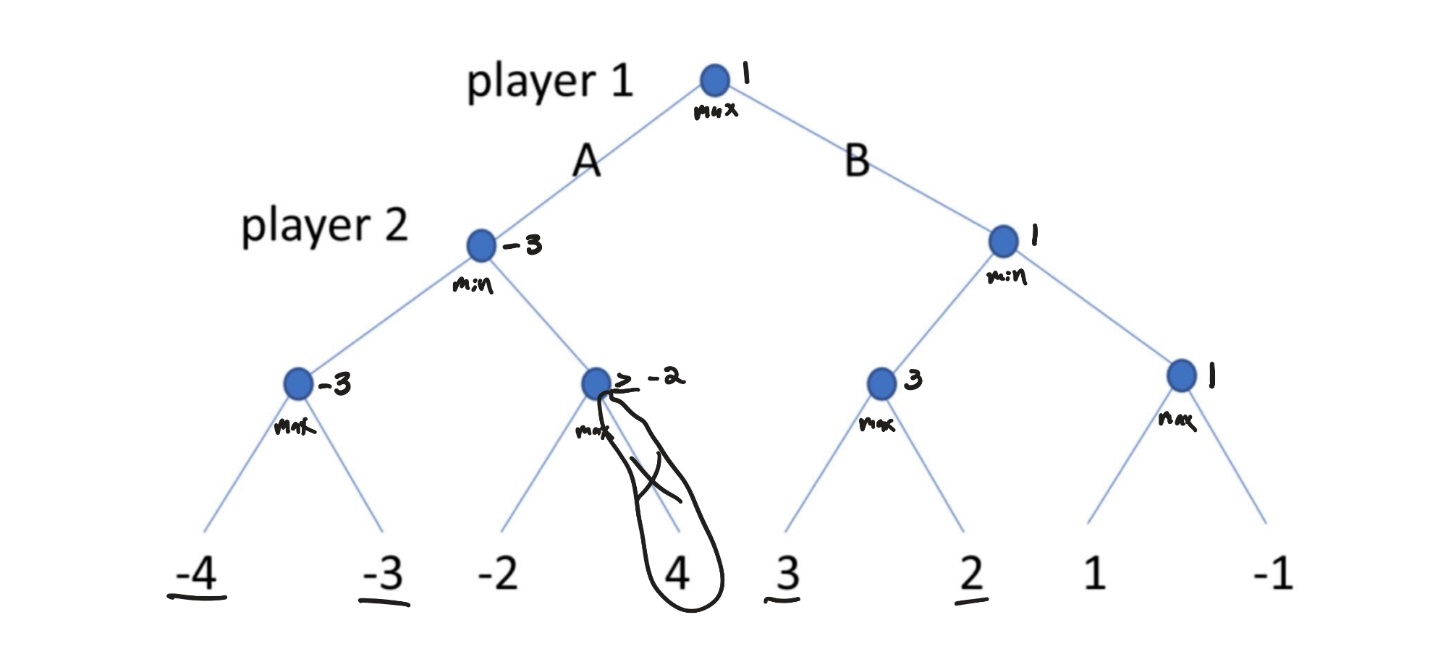 player 1 1
max
A B
player 2 -3 1
min min
-3 ≥ -2 3 1
max max max max
-4 -3 -2 4 3 2 1 -1